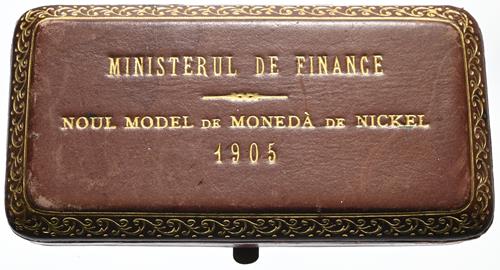 MINISTERUL DE FINANCE
NOUL MODEL DE MONEDÀ DE NICKEL
1905